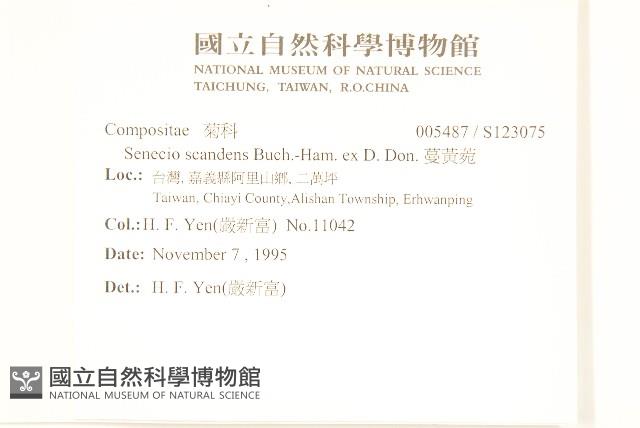 國立自然科學博物館
NATIONAL MUSEUM OF NATURAL SCIENCE
TAICHUNG, TAIWAN, R.O.CHINA
Compositae 菊科 005487 / S123075
Senecio scandens Buch.-Ham. ex D. Don. 蔓黃菀
Loc.: 台灣, 嘉義縣阿里山鄉, 二萬坪
Taiwan, Chiayi County,Alishan Township, Erhwanping
Col.:H. F. Yen(嚴新富) No.11042
Date: November 7 , 1995
Det.: H. F. Yen(嚴新富)
國立自然科學博物館
NATIONAL MUSEUM OF NATURAL SCIENCE